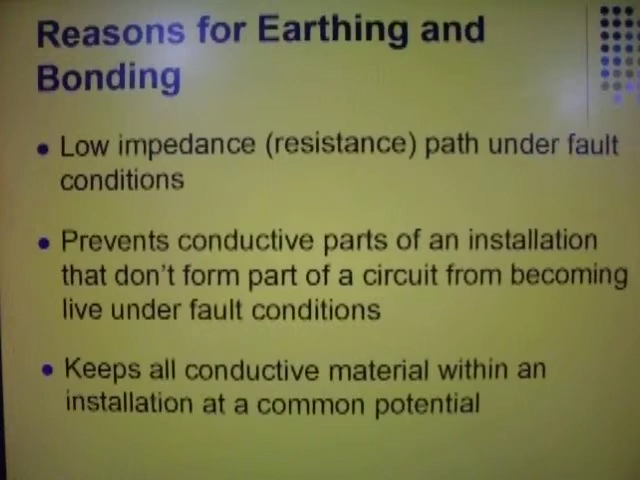 Reasons for Earthing and
Bonding
Low impedance (resistance) path under fault
conditions
Prevents conductive parts of an installation
that don't form part of a circuit from becoming
live under fault conditions
Keeps all conductive material within an
installation at a common potential